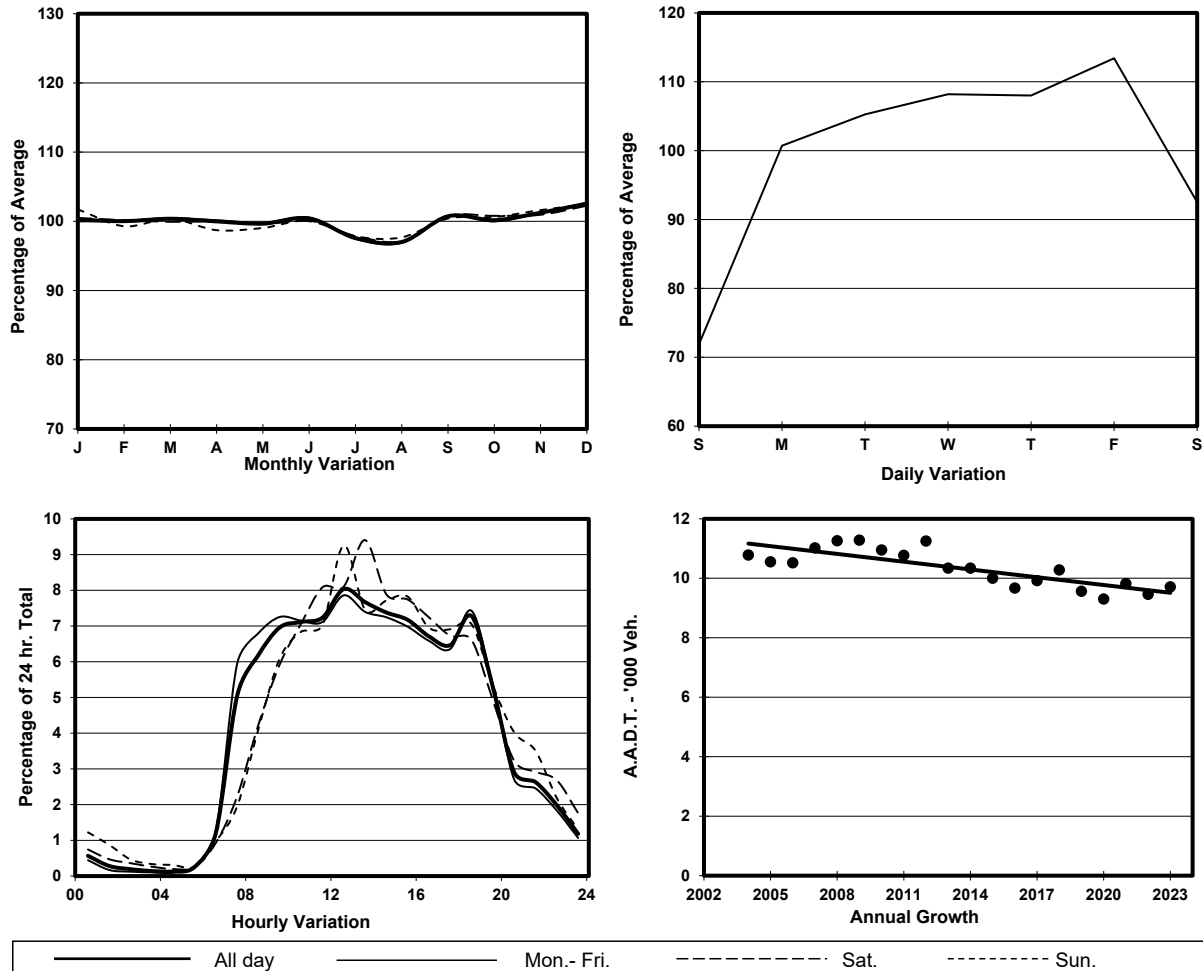 130
120
110
100
90
80
70
Percentage of Average
J F M A M J J A S O N D
Monthly Variation
120
110
100
90
80
70
60
Percentage of Average
S M T W T F S
Daily Variation
10
9
8
7
6
5
4
3
2
1
0
Percentage of 24 hr. Total
00 04 08 12 16 20 24
Hourly Variation
12
10
8
6
4
2
0
A.A.D.T. - '000 Veh.
2002 2005 2008 2011 2014 2017 2020 2023
Annual Growth
All day Mon.- Fri. Sat. Sun.